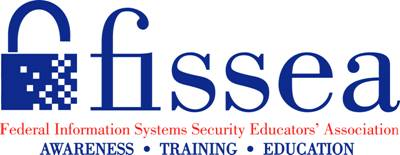 fissea
Federal Information Systems Security Educators' Association
AWARENESS • TRAINING • EDUCATION